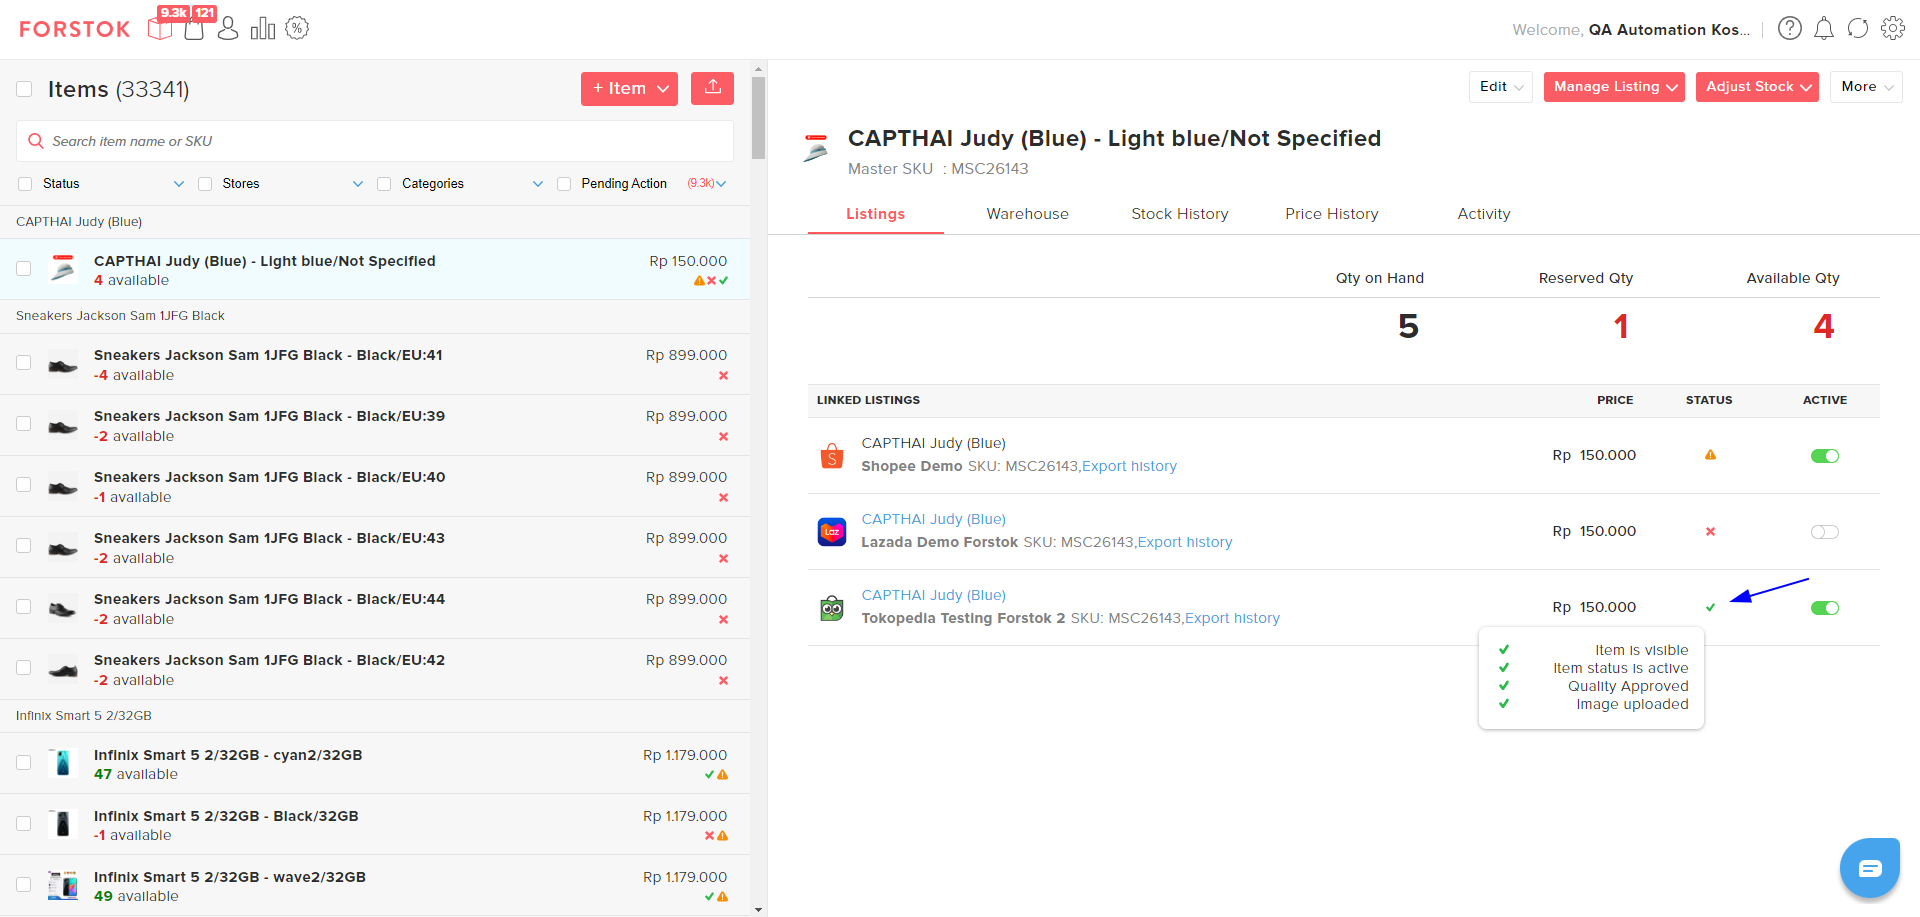 FORSTOK
9.3k
121
Welcome, QA Automation Kos...
Items (33341)
+ Item
Search item name or SKU
Status
Stores
Categories
Pending Action
(9.3k)
CAPTHAI Judy (Blue)
CAPTHAI Judy (Blue) - Light blue/Not Specified
Rp 150.000
4 available
Sneakers Jackson Sam 1JFG Black
Sneakers Jackson Sam 1JFG Black - Black/EU:41
Rp 899.000
-4 available
Sneakers Jackson Sam 1JFG Black - Black/EU:39
Rp 899.000
-2 available
Sneakers Jackson Sam 1JFG Black - Black/EU:40
Rp 899.000
-1 available
Sneakers Jackson Sam 1JFG Black - Black/EU:43
Rp 899.000
-2 available
Sneakers Jackson Sam 1JFG Black - Black/EU:44
Rp 899.000
-2 available
Sneakers Jackson Sam 1JFG Black - Black/EU:42
Rp 899.000
-2 available
Infinix Smart 5 2/32GB
Infinix Smart 5 2/32GB - cyan2/32GB
Rp 1.179.000
47 available
Infinix Smart 5 2/32GB - Black/32GB
Rp 1.179.000
-1 available
Infinix Smart 5 2/32GB - wave2/32GB
Rp 1.179.000
49 available
Edit
Manage Listing
Adjust Stock
More
CAPTHAI Judy (Blue) - Light blue/Not Specified
Master SKU : MSC26143
Listings
Warehouse
Stock History
Price History
Activity
Qty on Hand
Reserved Qty
Available Qty
5
1
4
LINKED LISTINGS
PRICE
STATUS
ACTIVE
CAPTHAI Judy (Blue)
Shopee Demo SKU: MSC26143,Export history
Rp 150.000
CAPTHAI Judy (Blue)
Lazada Demo Forstok SKU: MSC26143,Export history
Rp 150.000
Laz
CAPTHAI Judy (Blue)
Tokopedia Testing Forstok 2 SKU: MSC26143,Export history
Rp 150.000
Item is visible
Item status is active
Quality Approved
Image uploaded